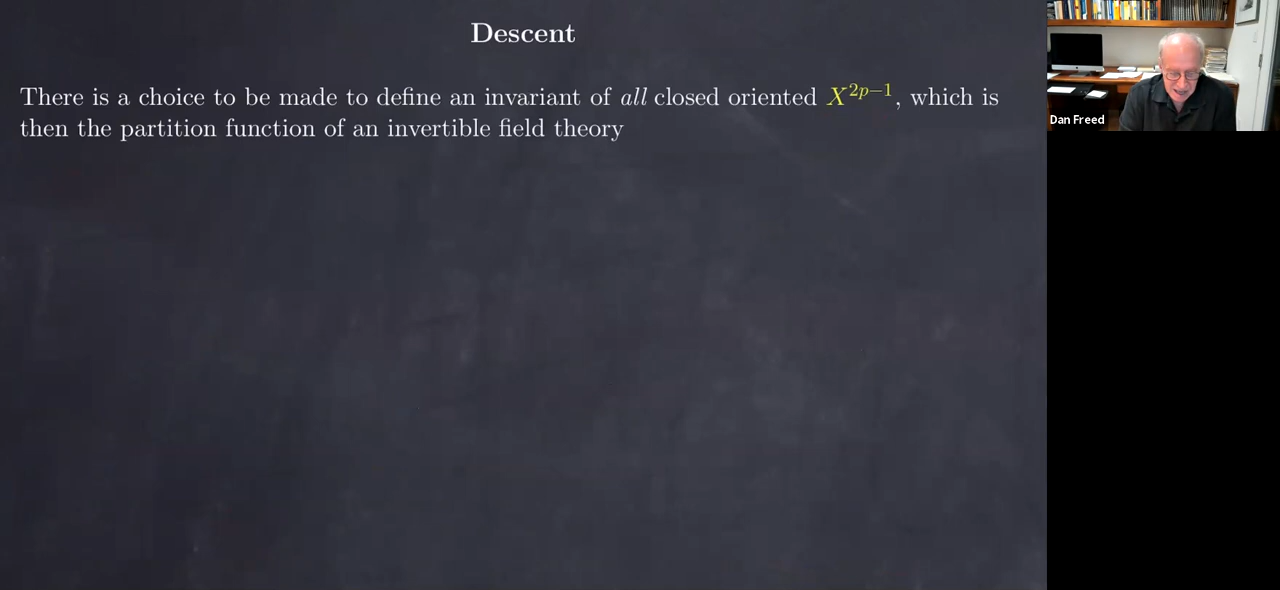 Descent
There is a choice to be made to define an invariant of all closed oriented X^{2p−1}, which is
then the partition function of an invertible field theory
Dan Freed